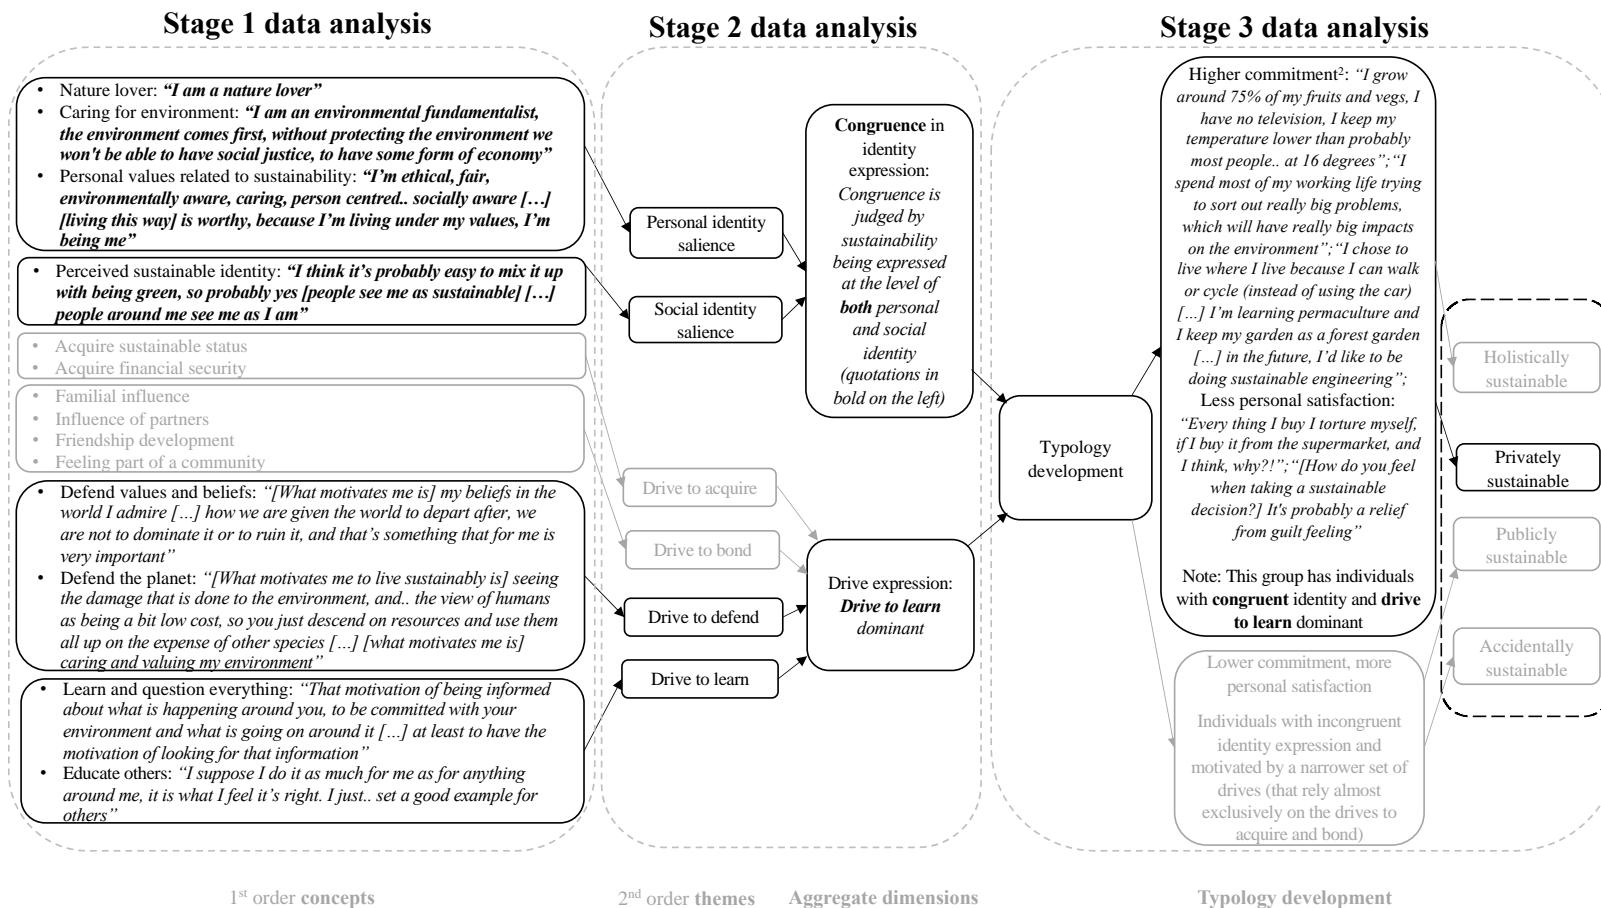 Stage 1 data analysis
Stage 2 data analysis
Stage 3 data analysis
• Nature lover: “I am a nature lover”
• Caring for environment: “I am an environmental fundamentalist,
the environment comes first, without protecting the environment we
won't be able to have social justice, to have some form of economy”
• Personal values related to sustainability: “I’m ethical, fair,
environmentally aware, caring, person centred.. socially aware […]
[living this way] is worthy, because I’m living under my values, I’m
being me”
• Perceived sustainable identity: “I think it’s probably easy to mix it up
with being green, so probably yes [people see me as sustainable] […]
people around me see me as I am”
• Acquire sustainable status
• Acquire financial security
• Familial influence
• Influence of partners
• Friendship development
• Feeling part of a community
• Defend values and beliefs: “[What motivates me is] my beliefs in the
world I admire […] how we are given the world to depart after, we
are not to dominate it or to ruin it, and that’s something that for me is
very important”
• Defend the planet: “[What motivates me to live sustainably is] seeing
the damage that is done to the environment, and.. the view of humans
as being a bit low cost, so you just descend on resources and use them
all up on the expense of other species […] [what motivates me is]
caring and valuing my environment”
• Learn and question everything: “That motivation of being informed
about what is happening around you, to be committed with your
environment and what is going on around it […] at least to have the
motivation of looking for that information”
• Educate others: “I suppose I do it as much for me as for anything
around me, it is what I feel it’s right. I just.. set a good example for
others”
Personal identity
salience
Social identity
salience
Drive to acquire
Drive to bond
Drive to defend
Drive to learn
Congruence in
identity
expression:
Congruence is
judged by
sustainability
being expressed
at the level of
both personal
and social
identity
(quotations in
bold on the left)
Drive expression:
Drive to learn
dominant
Typology
development
Higher commitment²: “I grow
around 75% of my fruits and vegs, I
have no television, I keep my
temperature lower than probably
most people.. at 16 degrees”;“I
spend most of my working life trying
to sort out really big problems,
which will have really big impacts
on the environment”;“I chose to
live where I live because I can walk
or cycle (instead of using the car)
[…] I’m learning permaculture and
I keep my garden as a forest garden
[…] in the future, I’d like to be
doing sustainable engineering”;
Less personal satisfaction:
“Every thing I buy I torture myself,
if I buy it from the supermarket, and
I think, why?!”;“[How do you feel
when taking a sustainable
decision?] It's probably a relief
from guilt feeling”
Note: This group has individuals
with congruent identity and drive
to learn dominant
Lower commitment, more
personal satisfaction
Individuals with incongruent
identity expression and
motivated by a narrower set of
drives (that rely almost
exclusively on the drives to
acquire and bond)
Holistically
sustainable
Privately
sustainable
Publicly
sustainable
Accidentally
sustainable
1st order concepts
2nd order themes
Aggregate dimensions
Typology development